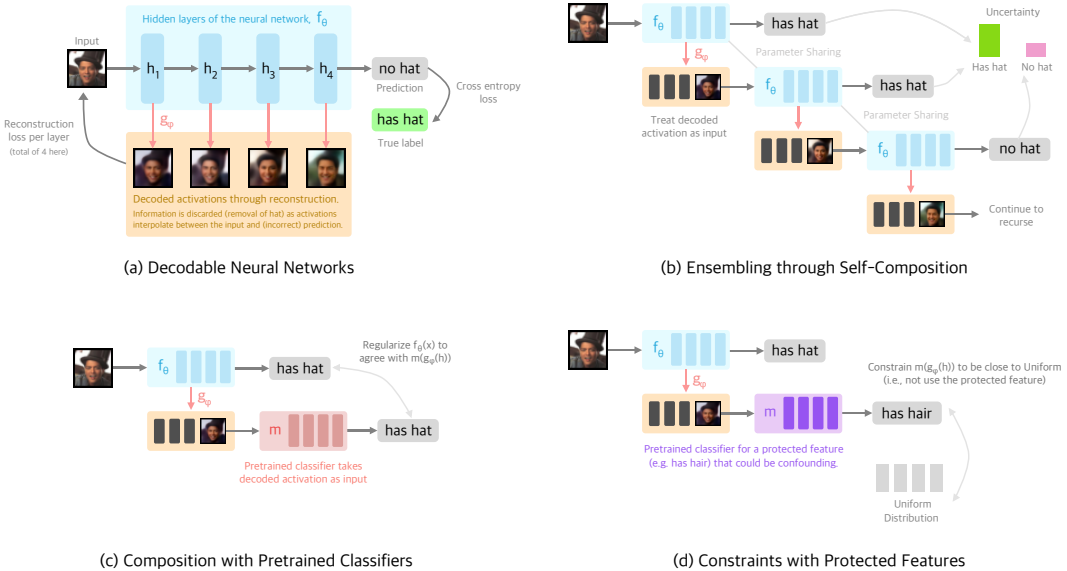 Hidden layers of the neural network, fθ
Input
h1
h2
h3
h4
no hat
Prediction
Cross entropy
loss
has hat
True label
gφ
Reconstruction
loss per layer
(total of 4 here)
Decoded activations through reconstruction.
Information is discarded (removal of hat) as activations
interpolate between the input and (incorrect) prediction.
(a) Decodable Neural Networks
fθ
has hat
Uncertainty
gφ
Parameter Sharing
Has hat
No hat
fθ
has hat
Treat decoded
activation as input
Parameter Sharing
fθ
no hat
Continue to
recurse
(b) Ensembling through Self-Composition
fθ
has hat
Regularize fθ(x) to
agree with m(gφ(h))
gφ
m
has hat
Pretrained classifier takes
decoded activation as input
(c) Composition with Pretrained Classifiers
fθ
has hat
gφ
Constrain m(gφ(h)) to be close to Uniform
(i.e., not use the protected feature)
m
has hair
Pretrained classifier for a protected feature
(e.g. has hair) that could be confounding.
Uniform
Distribution
(d) Constraints with Protected Features